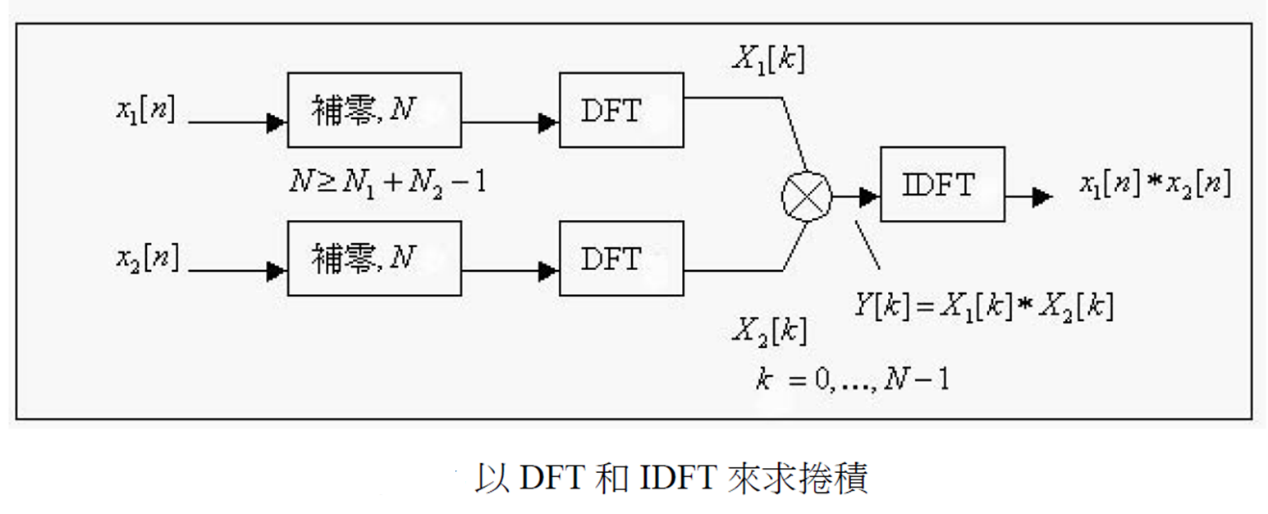 X₁[k]
x₁[n]
補零, N
DFT
N≥N₁+N₂−1
IDFT
x₁[n]*x₂[n]
x₂[n]
補零, N
DFT
Y[k]=X₁[k]*X₂[k]
X₂[k]
k =0,…,N−1
以 DFT 和 IDFT 來求捲積